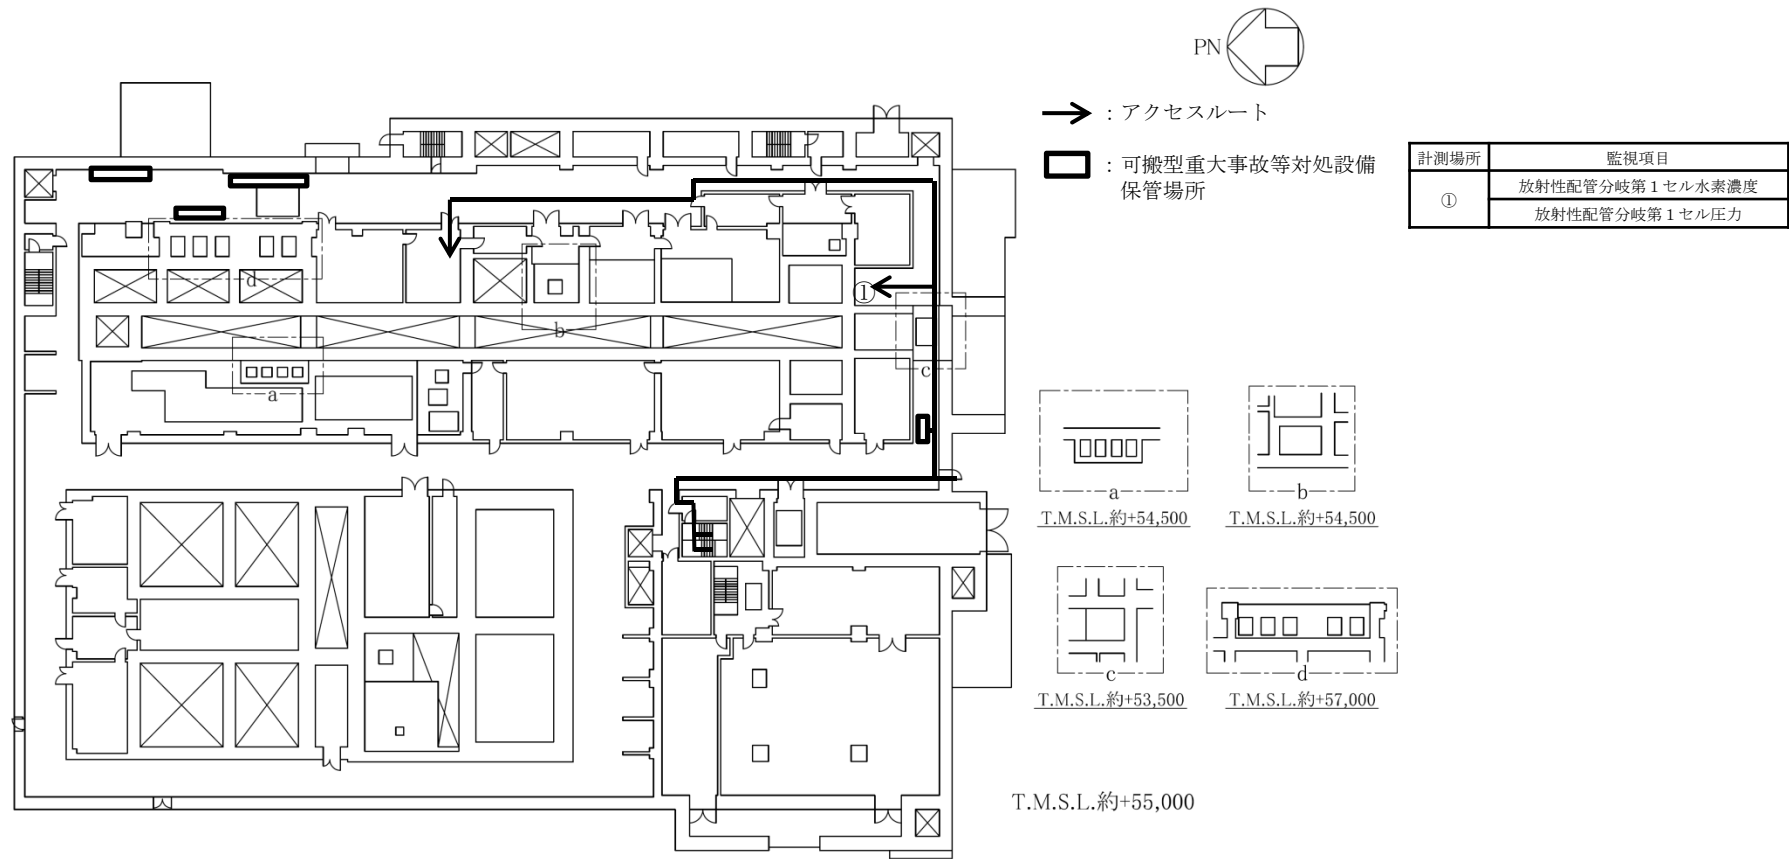 PN
：アクセスルート
：可搬型重大事故等対処設備
保管場所
計測場所 監視項目
① 放射性配管分岐第１セル水素濃度
放射性配管分岐第１セル圧力
d
①
b
c
a
a
T.M.S.L.約+54,500
b
T.M.S.L.約+54,500
c
T.M.S.L.約+53,500
d
T.M.S.L.約+57,000
T.M.S.L.約+55,000